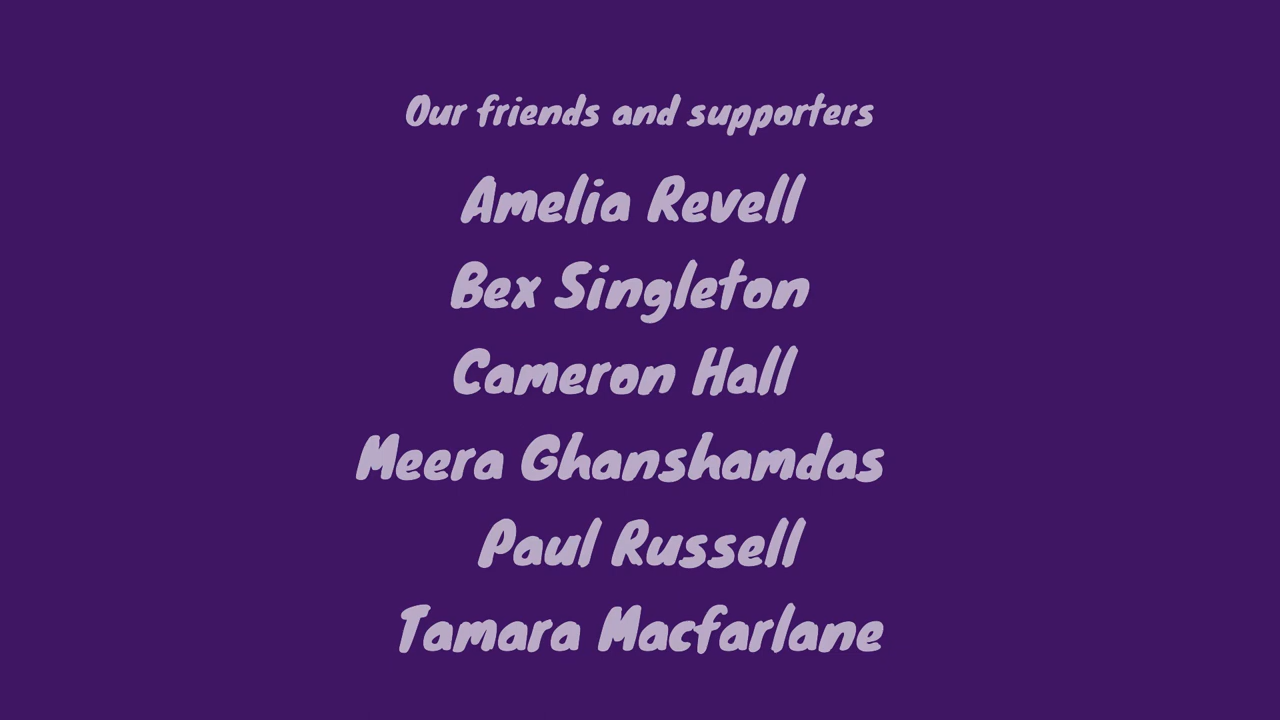 Our friends and supporters
Amelia Revell
Bex Singleton
Cameron Hall
Meera Ghanshamdas
Paul Russell
Tamara Macfarlane